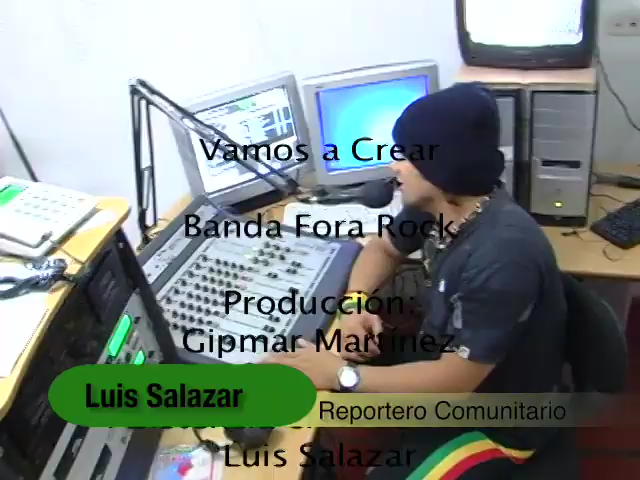 Vamos a Crear
Banda Fora Rock
Producción:
Gipmar Martínez
Luis Salazar
Reportero Comunitario
Luis Salazar